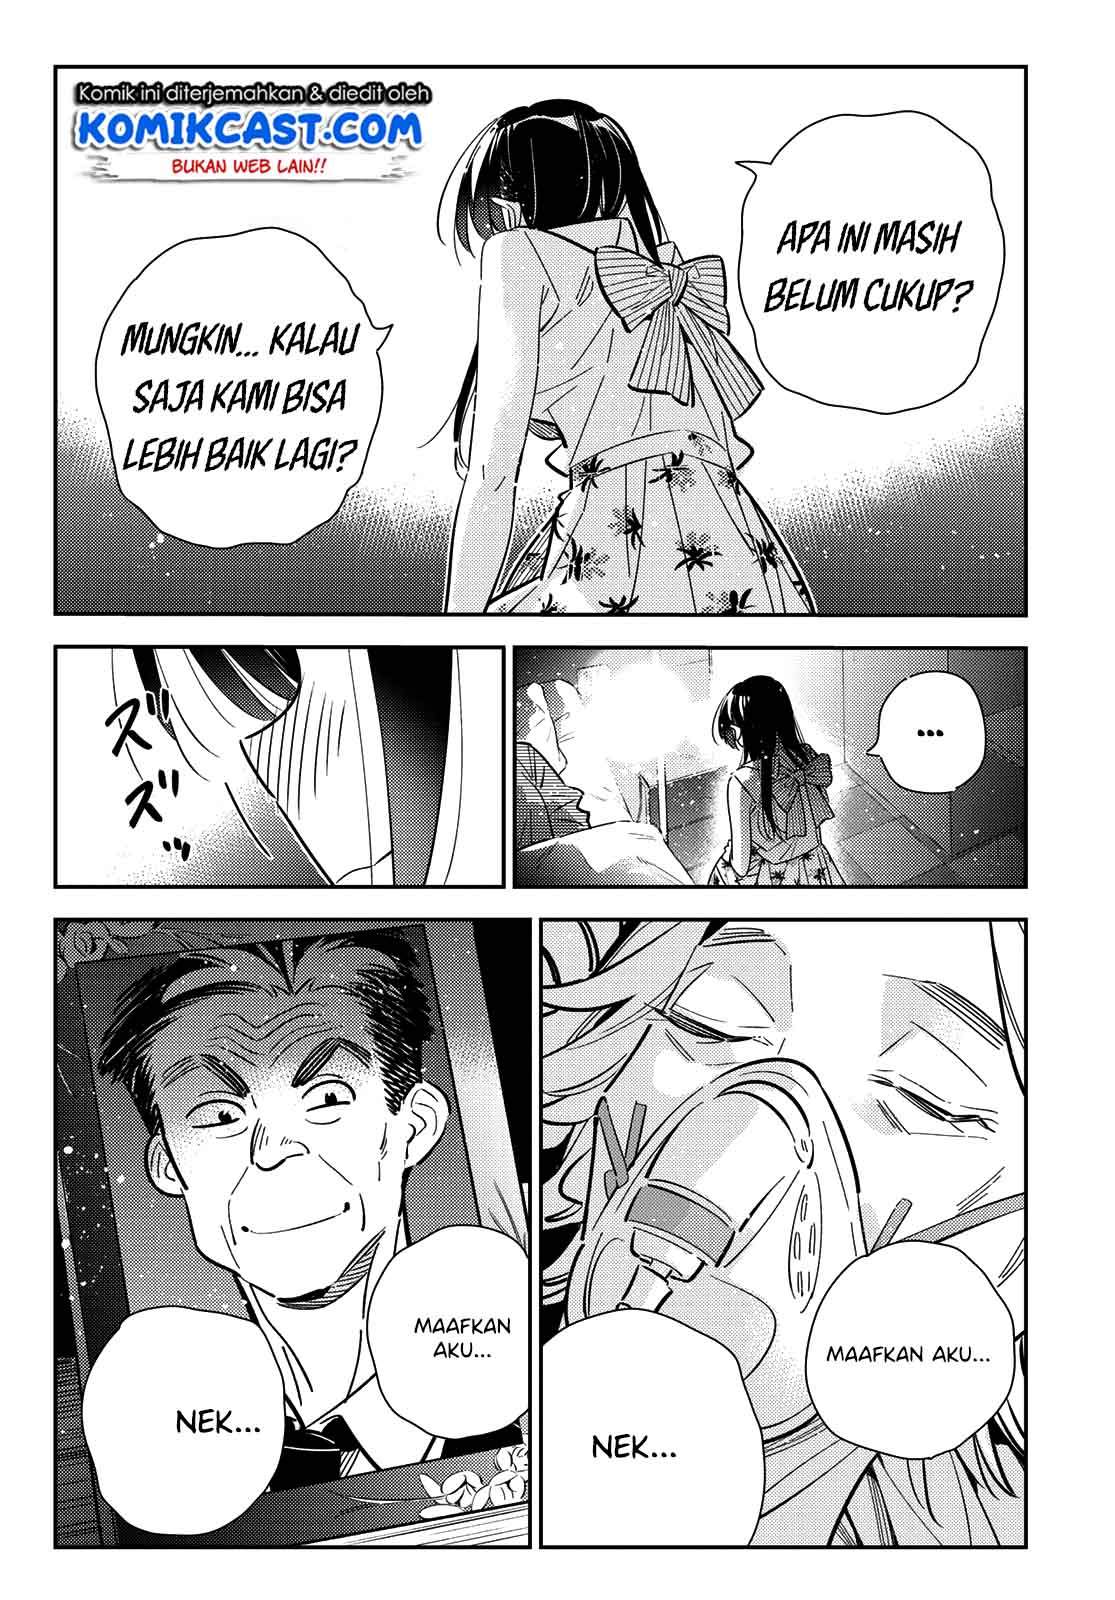 Komik ini diterjemahkan & diedit oleh
KOMIKCAST.COM
BUKAN WEB LAIN!!
APA INI MASIH
BELUM CUKUP?
MUNGKIN... KALAU
SAJA KAMI BISA
LEBIH BAIK LAGI?
...
ズズ
MAAFKAN AKU...
NEK...
MAAFKAN
AKU...
NEK...